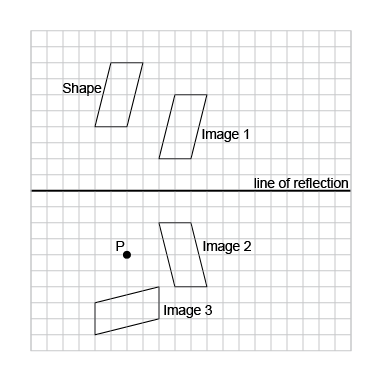 Shape
Image 1
line of reflection
P
Image 2
Image 3